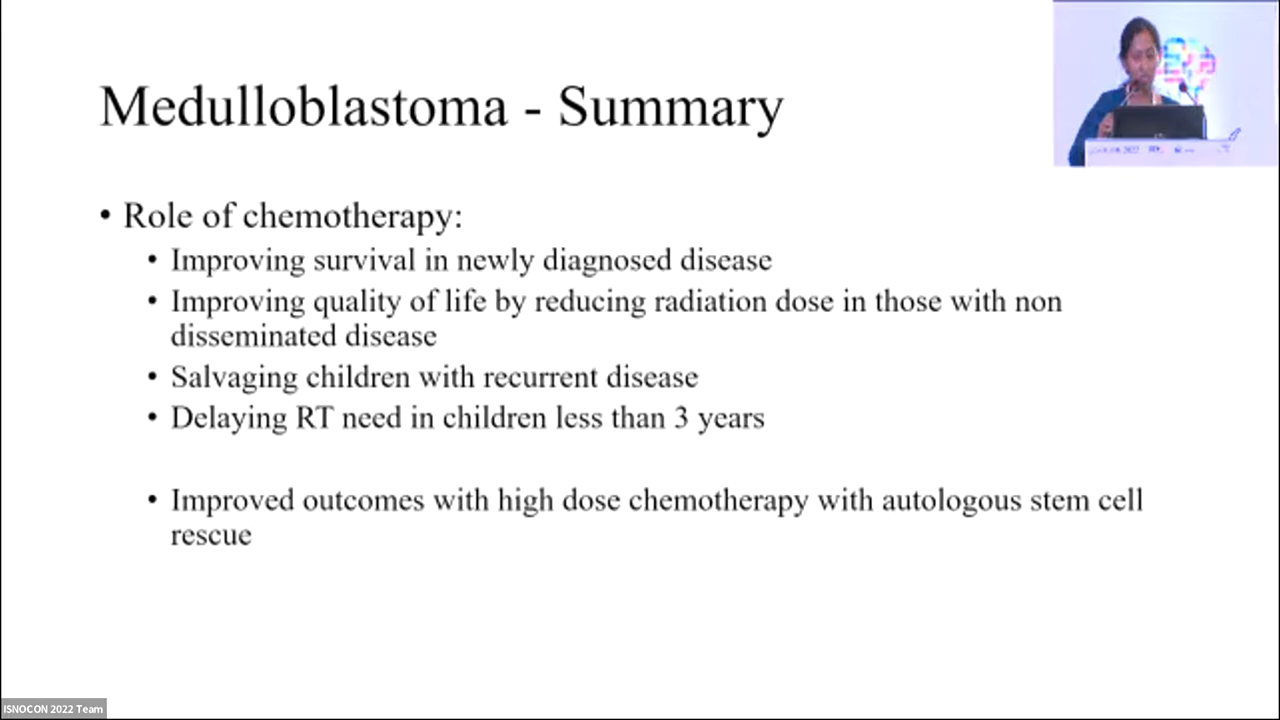 Medulloblastoma - Summary
• Role of chemotherapy:
• Improving survival in newly diagnosed disease
• Improving quality of life by reducing radiation dose in those with non
disseminated disease
• Salvaging children with recurrent disease
• Delaying RT need in children less than 3 years
• Improved outcomes with high dose chemotherapy with autologous stem cell
rescue
ISNOCON 2022 Team